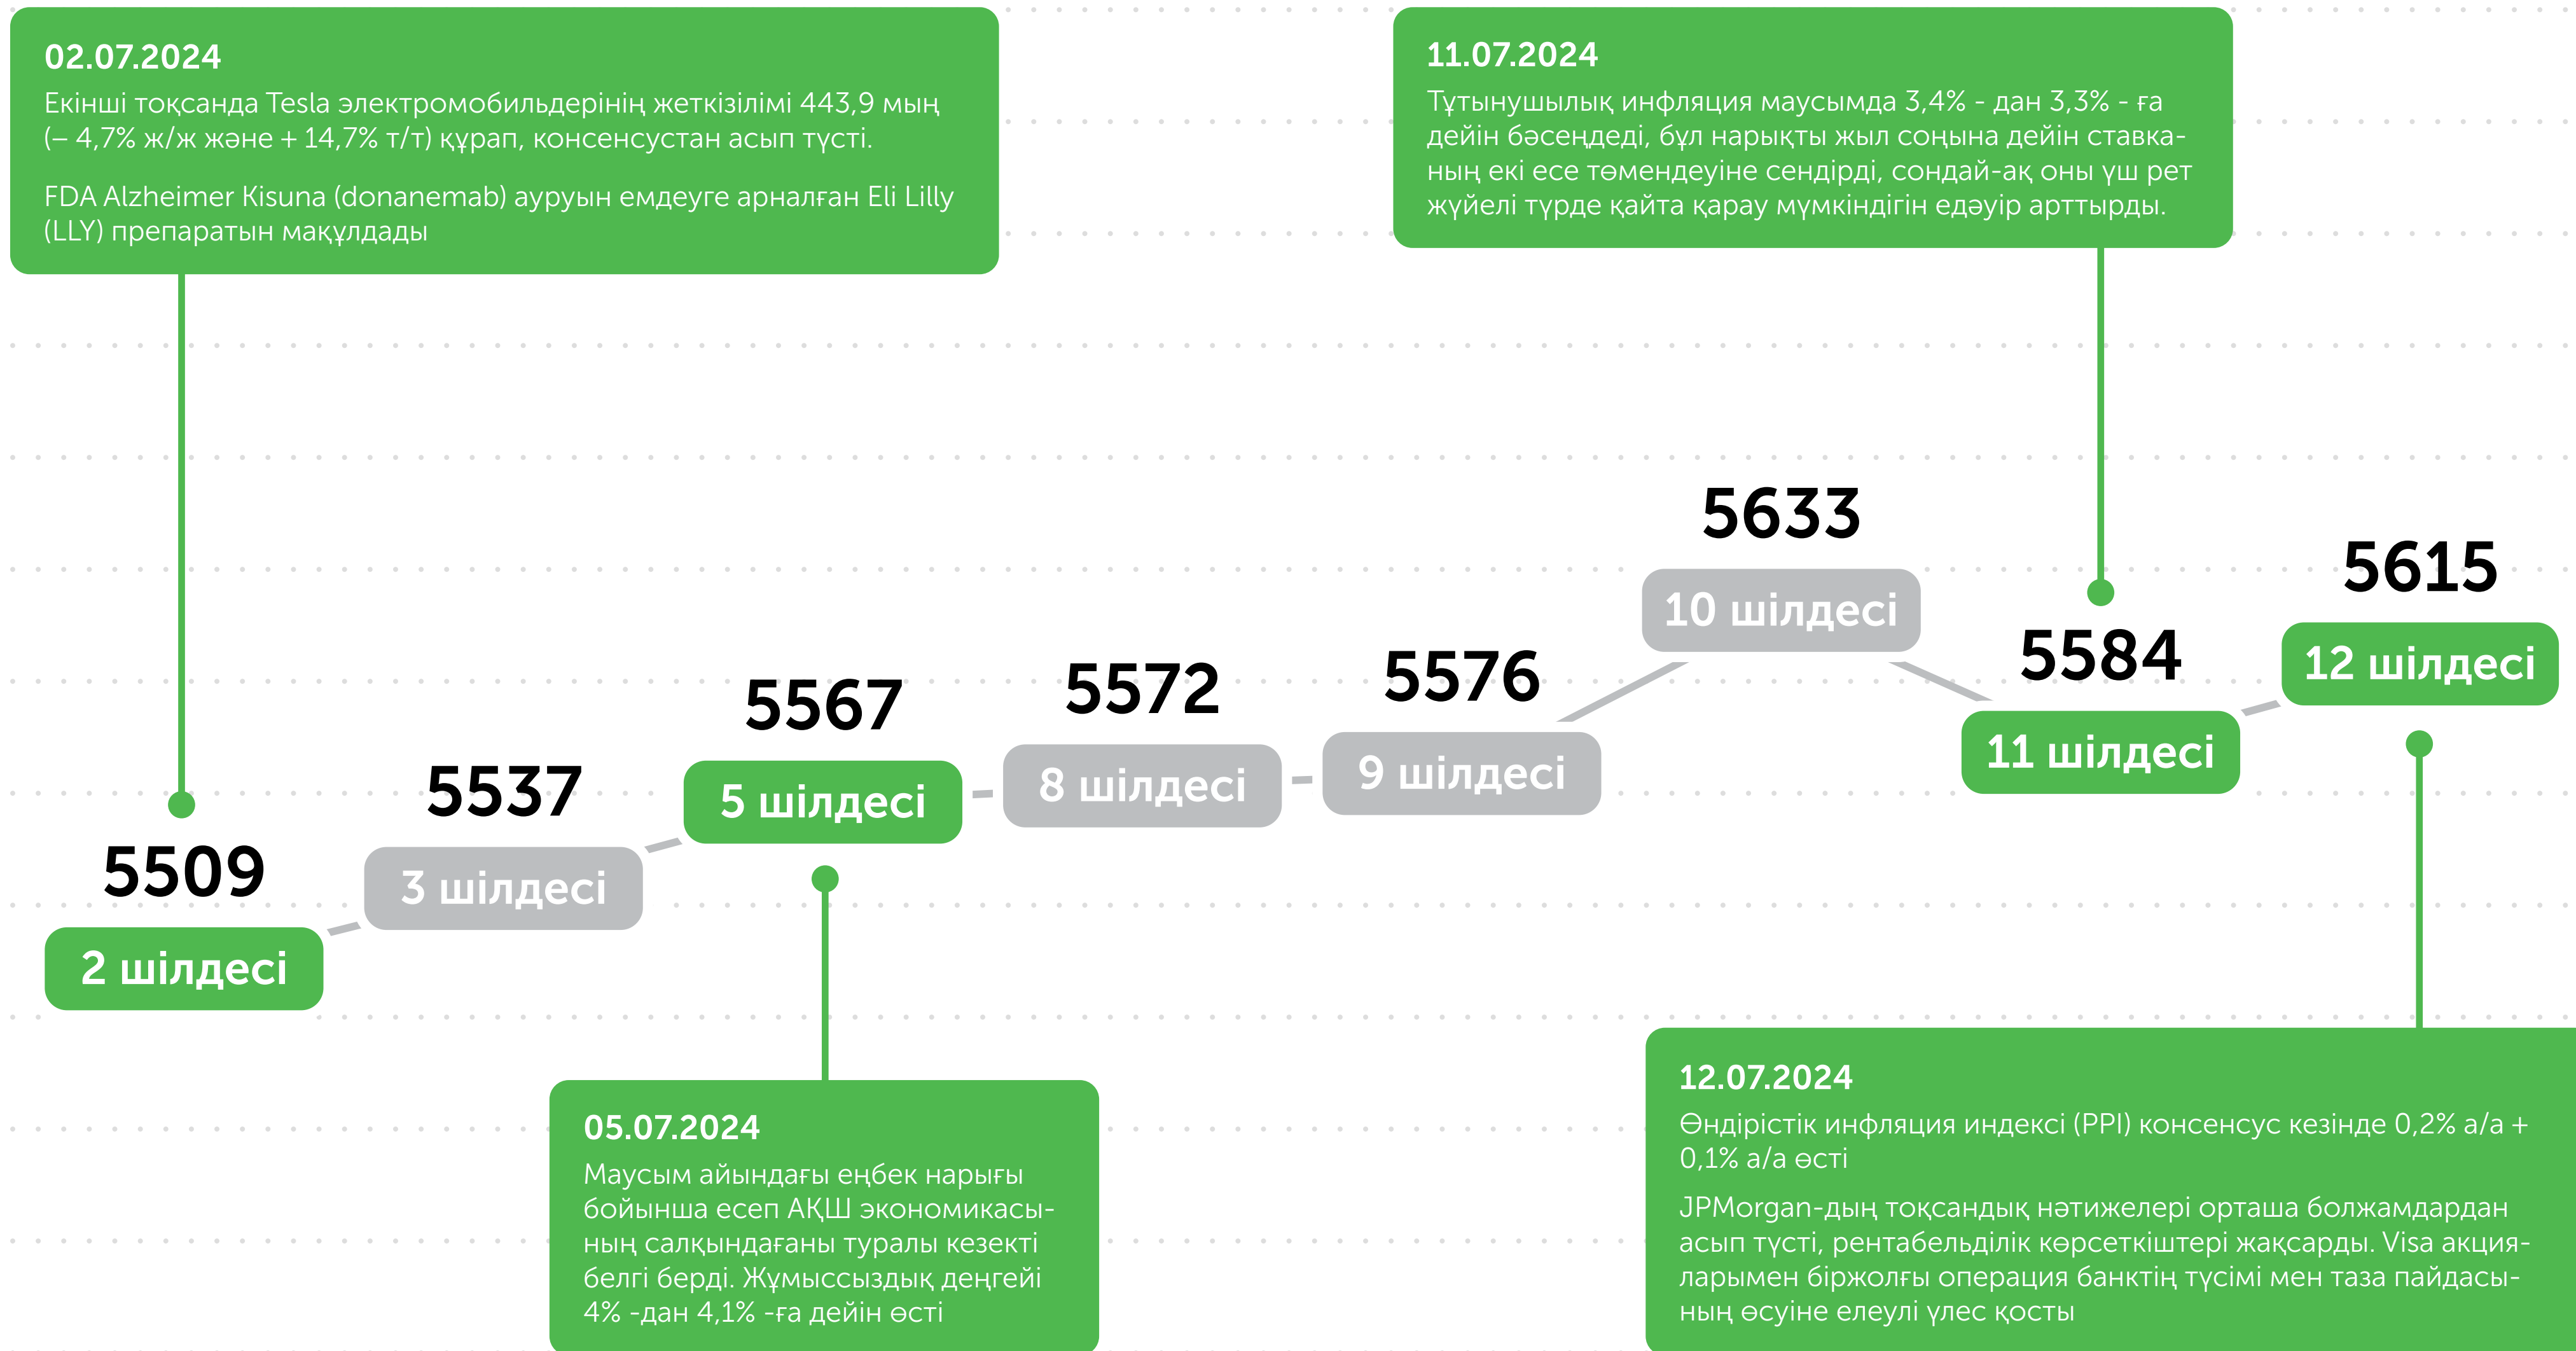 02.07.2024
Екінші тоқсанда Tesla электромобильдерінің жеткізілімі 443,9 мың
(– 4,7% ж/ж және + 14,7% т/т) құрап, консенсустан асып түсті.
FDA Alzheimer Kisuna (donanemab) ауруын емдеуге арналған Eli Lilly
(LLY) препаратын мақұлдады
11.07.2024
Тұтынушылық инфляция маусымда 3,4% - дан 3,3% - ға
дейін бәсеңдеді, бұл нарықты жыл соңына дейін ставка-
ның екі есе төмендеуіне сендірді, сондай-ақ оны үш рет
жүйелі түрде қайта қарау мүмкіндігін едәуір арттырды.
5509
2 шілдесі
5537
3 шілдесі
5567
5 шілдесі
5572
8 шілдесі
5576
9 шілдесі
5633
10 шілдесі
5584
11 шілдесі
5615
12 шілдесі
05.07.2024
Маусым айындағы еңбек нарығы
бойынша есеп АҚШ экономикасы-
ның салқындағаны туралы кезекті
белгі берді. Жұмыссыздық деңгейі
4% -дан 4,1% -ға дейін өсті
12.07.2024
Өндірістік инфляция индексі (PPI) консенсус кезінде 0,2% а/а +
0,1% а/а өсті
JPMorgan-дың тоқсандық нәтижелері орташа болжамдардан
асып түсті, рентабельділік көрсеткіштері жақсарды. Visa акция-
ларымен біржолғы операция банктің түсімі мен таза пайдасы-
ның өсуіне елеулі үлес қосты